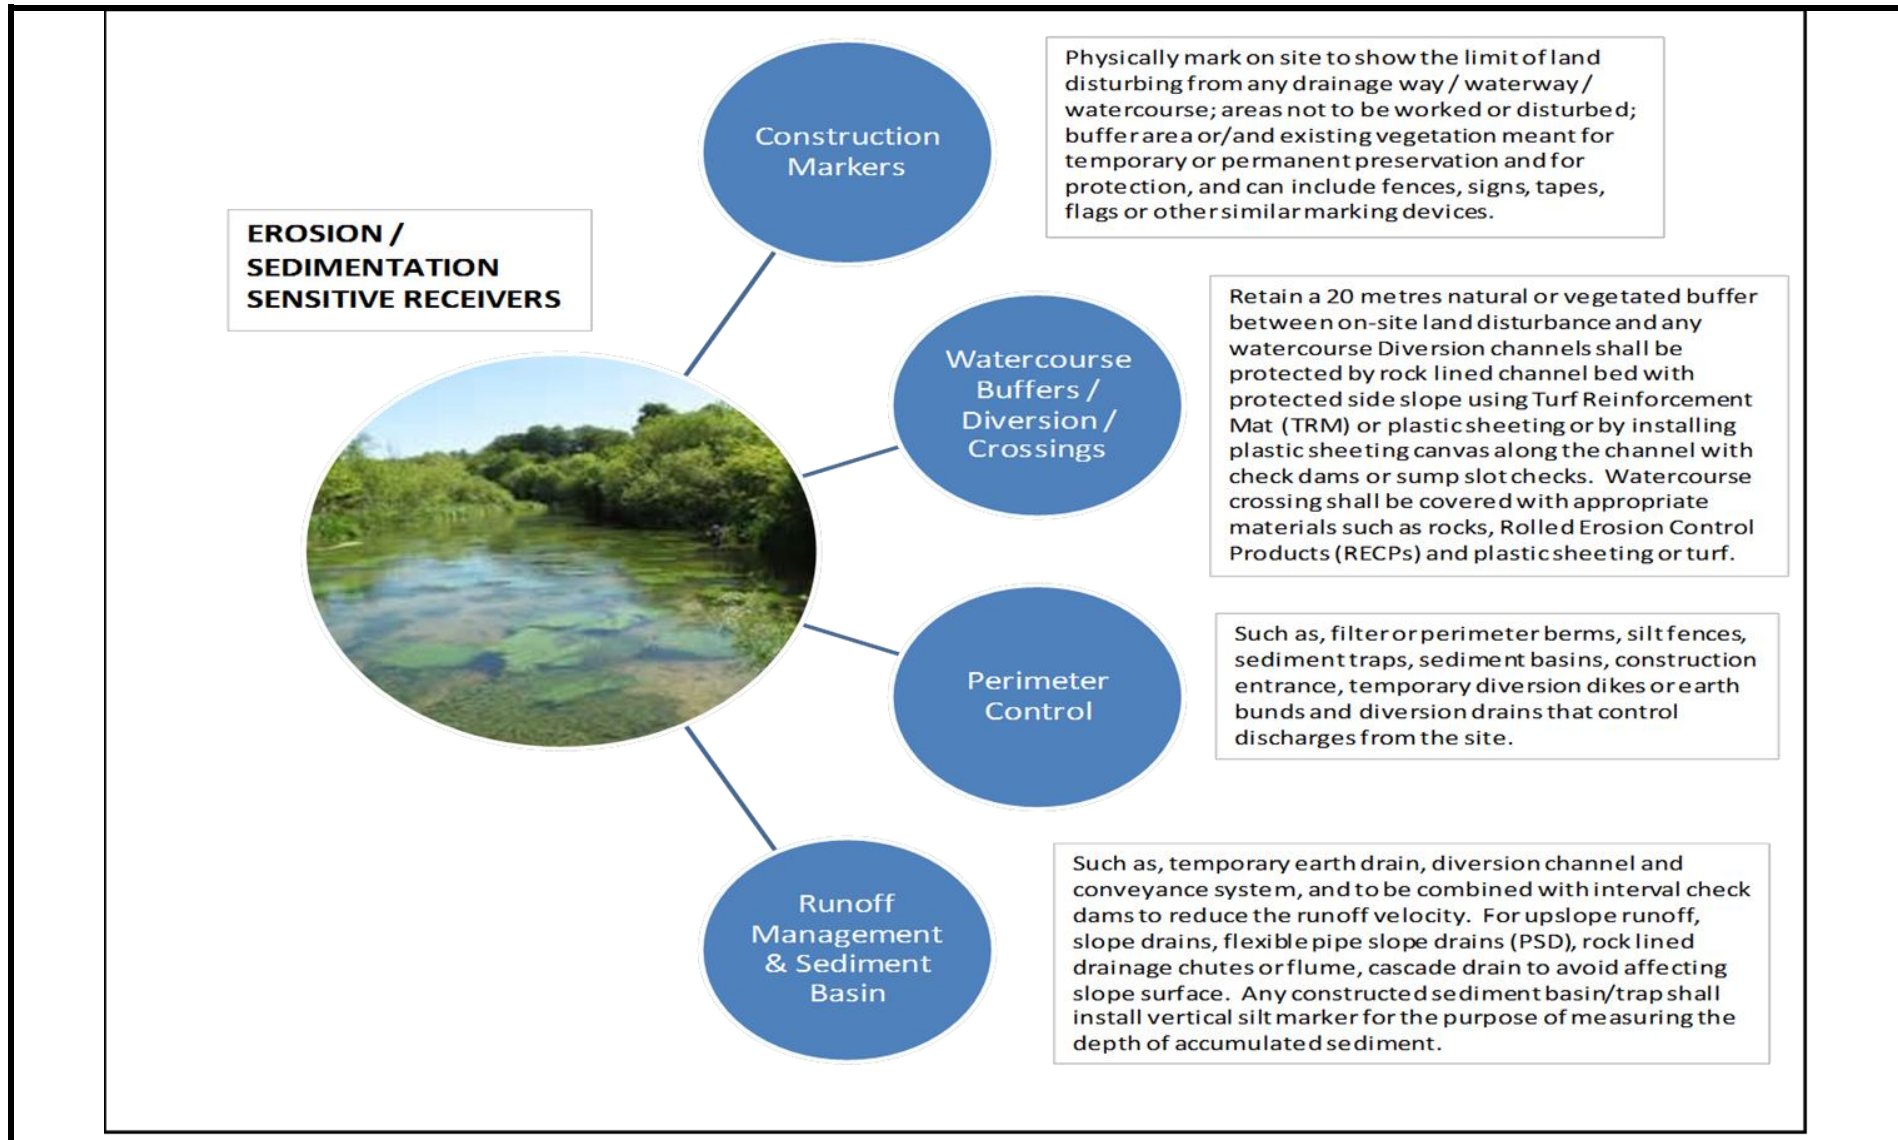 EROSION /
SEDIMENTATION
SENSITIVE RECEIVERS
Construction
Markers
Physically mark on site to show the limit of land
disturbing from any drainage way / waterway /
watercourse; areas not to be worked or disturbed;
buffer area or/and existing vegetation meant for
temporary or permanent preservation and for
protection, and can include fences, signs, tapes,
flags or other similar marking devices.
Watercourse
Buffers /
Diversion /
Crossings
Retain a 20 metres natural or vegetated buffer
between on-site land disturbance and any
watercourse Diversion channels shall be
protected by rock lined channel bed with
protected side slope using Turf Reinforcement
Mat (TRM) or plastic sheeting or by installing
plastic sheeting canvas along the channel with
check dams or sump slot checks. Watercourse
crossing shall be covered with appropriate
materials such as rocks, Rolled Erosion Control
Products (RECPs) and plastic sheeting or turf.
Perimeter
Control
Such as, filter or perimeter berms, silt fences,
sediment traps, sediment basins, construction
entrance, temporary diversion dikes or earth
bunds and diversion drains that control
discharges from the site.
Runoff
Management
& Sediment
Basin
Such as, temporary earth drain, diversion channel and
conveyance system, and to be combined with interval check
dams to reduce the runoff velocity. For upslope runoff,
slope drains, flexible pipe slope drains (PSD), rock lined
drainage chutes or flume, cascade drain to avoid affecting
slope surface. Any constructed sediment basin/trap shall
install vertical silt marker for the purpose of measuring the
depth of accumulated sediment.